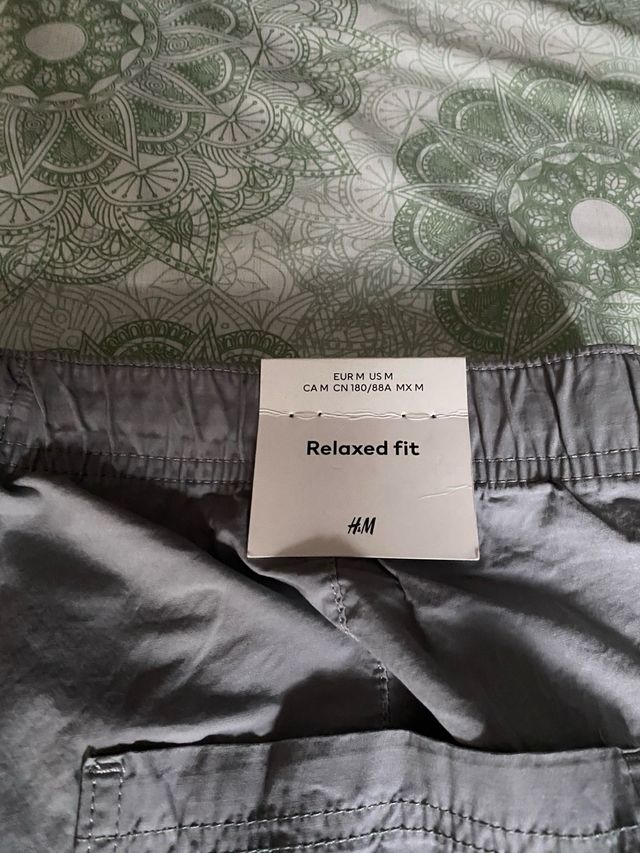 EUR M US M
CA M CN 180/88A MX M
Relaxed fit
H&M